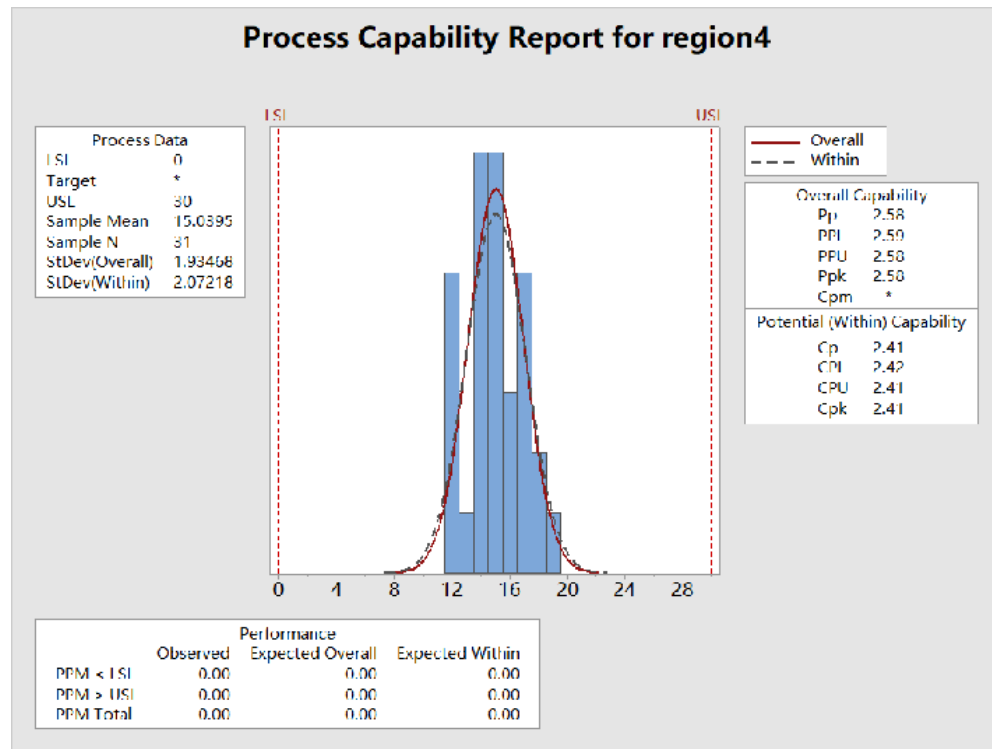 Process Capability Report for region4
LSL USL
Process Data
LSL 0
Target *
USL 30
Sample Mean 15.0395
Sample N 31
StDev(Overall) 1.93468
StDev(Within) 2.07218
Overall
Within
Overall Capability
Pp 2.58
PPL 2.59
PPU 2.58
Ppk 2.58
Cpm *
Potential (Within) Capability
Cp 2.41
CPL 2.42
CPU 2.41
Cpk 2.41
0 4 8 12 16 20 24 28
Performance
Observed Expected Overall Expected Within
PPM < LSL 0.00 0.00 0.00
PPM > USL 0.00 0.00 0.00
PPM Total 0.00 0.00 0.00